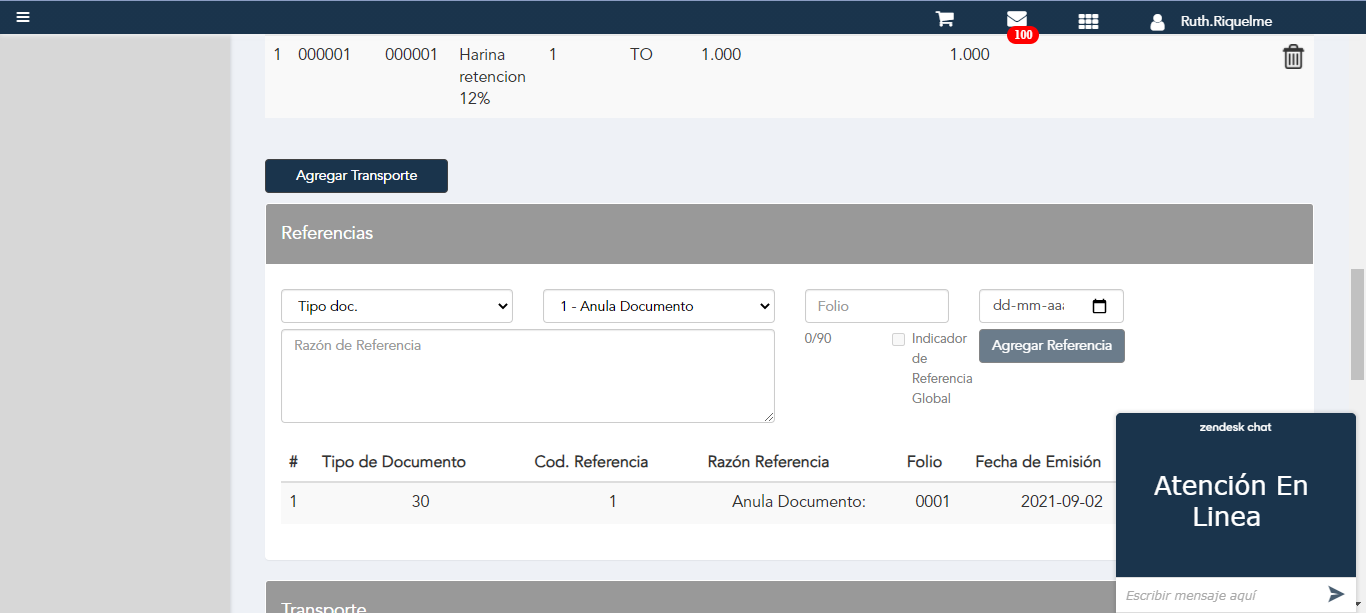 Ruth.Riquelme
100
1 000001 000001 Harina 1 TO 1.000 1.000
retencion
12%
Agregar Transporte
Referencias
Tipo doc. 1 - Anula Documento Folio dd-mm-aaa
Razón de Referencia 0/90 Indicador Agregar Referencia
de
Referencia
Global
# Tipo de Documento Cod. Referencia Razón Referencia Folio Fecha de Emisión
1 30 1 Anula Documento: 0001 2021-09-02
Transporte
zendesk chat
Atención En
Linea
Escribir mensaje aquí